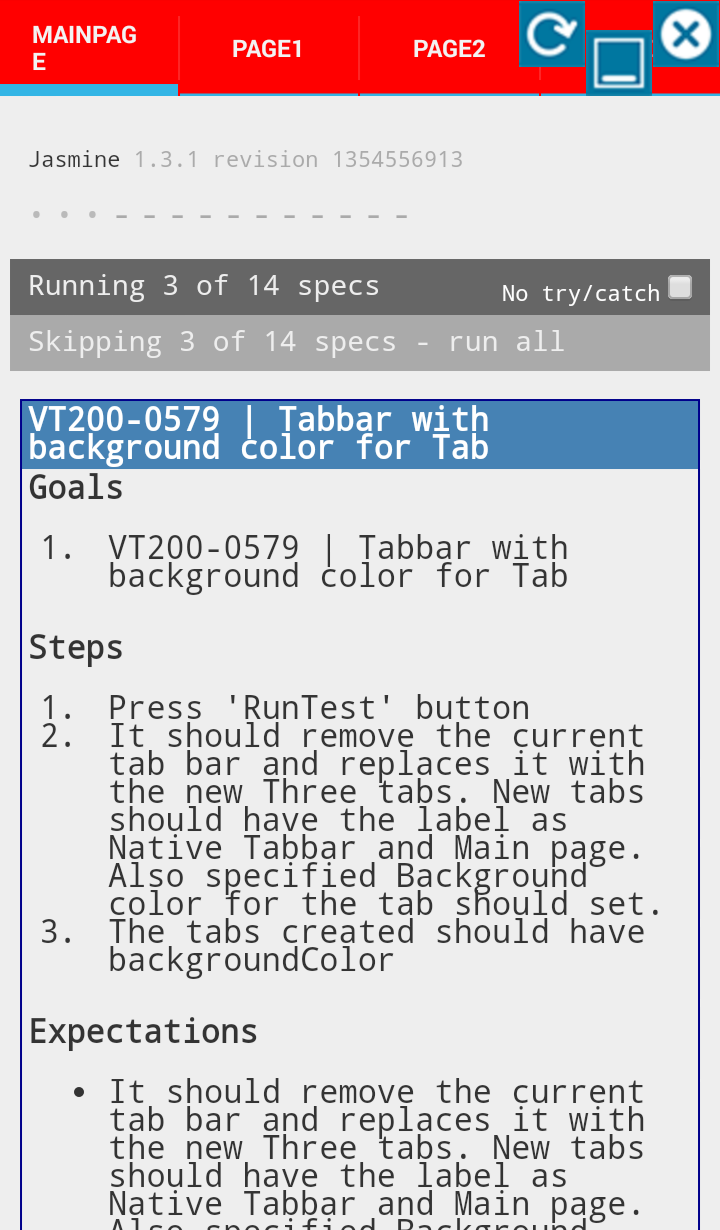 MAINPAG
E
PAGE1
PAGE2
Jasmine 1.3.1 revision 1354556913
• • • - - - - - - - - - - -
Running 3 of 14 specs
No try/catch
Skipping 3 of 14 specs - run all
VT200-0579 | Tabbar with
background color for Tab
Goals
1. VT200-0579 | Tabbar with
background color for Tab
Steps
1. Press 'RunTest' button
2. It should remove the current
tab bar and replaces it with
the new Three tabs. New tabs
should have the label as
Native Tabbar and Main page.
Also specified Background
color for the tab should set.
3. The tabs created should have
backgroundColor
Expectations
• It should remove the current
tab bar and replaces it with
the new Three tabs. New tabs
should have the label as
Native Tabbar and Main page.
Also specified Background